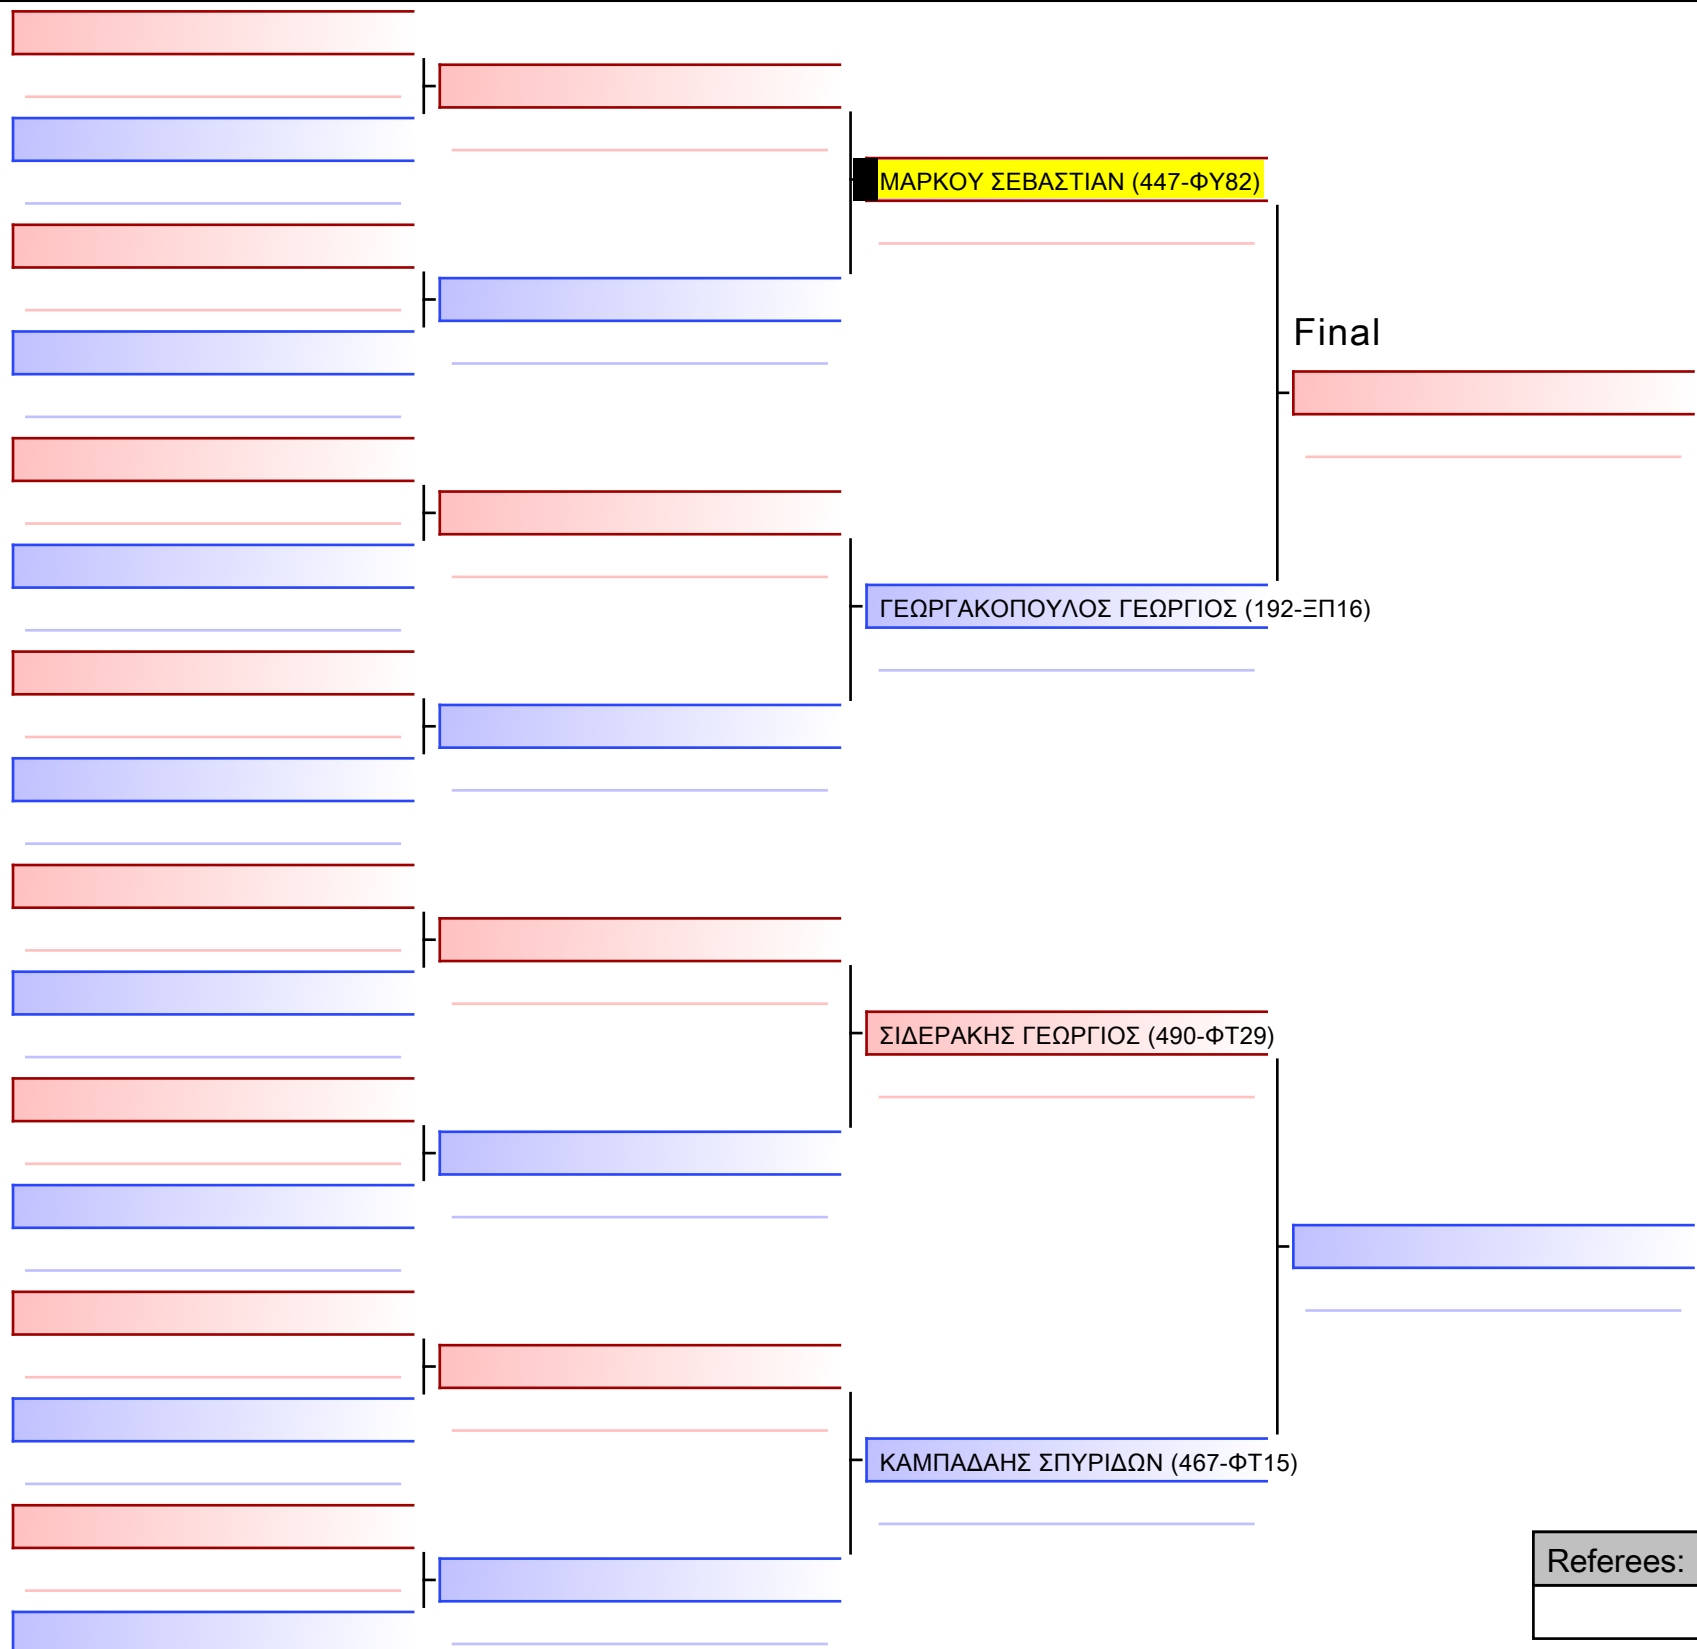 ΜΑΡΚΟΥ ΣΕΒΑΣΤΙΑΝ (447-ΦΥ82)
Final
ΓΕΩΡΓΑΚΟΠΟΥΛΟΣ ΓΕΩΡΓΙΟΣ (192-ΞΠ16)
ΣΙΔΕΡΑΚΗΣ ΓΕΩΡΓΙΟΣ (490-ΦΤ29)
ΚΑΜΠΑΔΑΗΣ ΣΠΥΡΙΔΩΝ (467-ΦΤ15)
Referees: